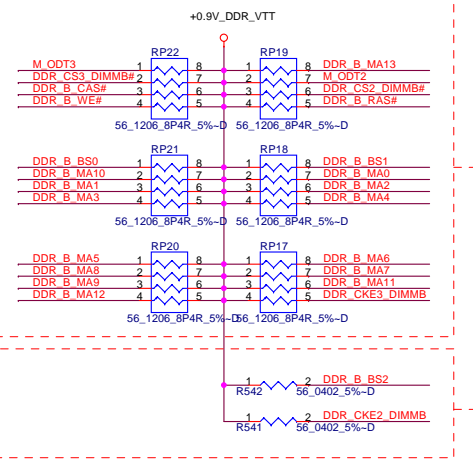 +0.9V_DDR_VTT
RP22 RP19
M_ODT3 1 8 1 8 DDR_B_MA13
DDR_CS3_DIMMB# 2 7 2 7 M_ODT2
DDR_B_CAS# 3 6 3 6 DDR_CS2_DIMMB#
DDR_B_WE# 4 5 4 5 DDR_B_RAS#
56_1206_8P4R_5%~D 56_1206_8P4R_5%~D
RP21 RP18
DDR_B_BS0 1 8 1 8 DDR_B_BS1
DDR_B_MA10 2 7 2 7 DDR_B_MA0
DDR_B_MA1 3 6 3 6 DDR_B_MA2
DDR_B_MA3 4 5 4 5 DDR_B_MA4
56_1206_8P4R_5%~D 56_1206_8P4R_5%~D
RP20 RP17
DDR_B_MA5 1 8 1 8 DDR_B_MA6
DDR_B_MA8 2 7 2 7 DDR_B_MA7
DDR_B_MA9 3 6 3 6 DDR_B_MA11
DDR_B_MA12 4 5 4 5 DDR_CKE3_DIMMB
56_1206_8P4R_5%~D 56_1206_8P4R_5%~D
1 2 DDR_B_BS2
R542 56_0402_5%~D
1 2 DDR_CKE2_DIMMB
R541 56_0402_5%~D